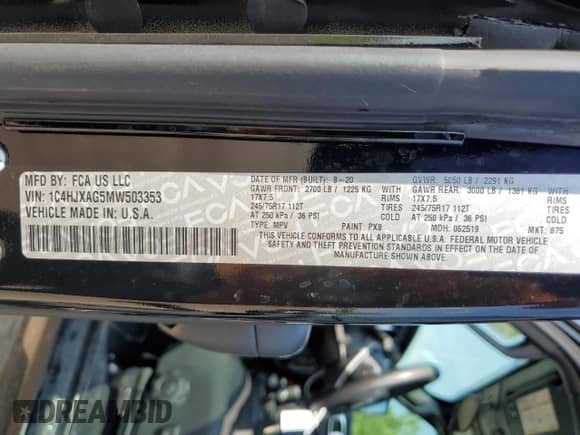 MFD BY: FCA US LLC
VIN: 1C4HJXAG5MW503353
VEHICLE MADE IN U.S.A.
DATE OF MFR (BUILT): 8-20 GVWR: 5050 LB / 2291 KG
GAWR FRONT: 2700 LB / 1225 KG GAWR REAR: 3000 LB / 1361 KG
17X7.5 RIMS 17X7.5 RIMS
245/75R17 112T TIRES 245/75R17 112T TIRES
AT 250 kPa / 36 PSI COLD AT 250 kPa / 36 PSI COLD
TYPE: MPV PAINT: PX8 MDH: 062519 MXT: 875
THIS VEHICLE CONFORMS TO ALL APPLICABLE U.S.A. FEDERAL MOTOR VEHICLE
SAFETY AND THEFT PREVENTION STANDARDS IN EFFECT ON THE DATE OF
MANUFACTURE SHOWN ABOVE.
DREAMBID